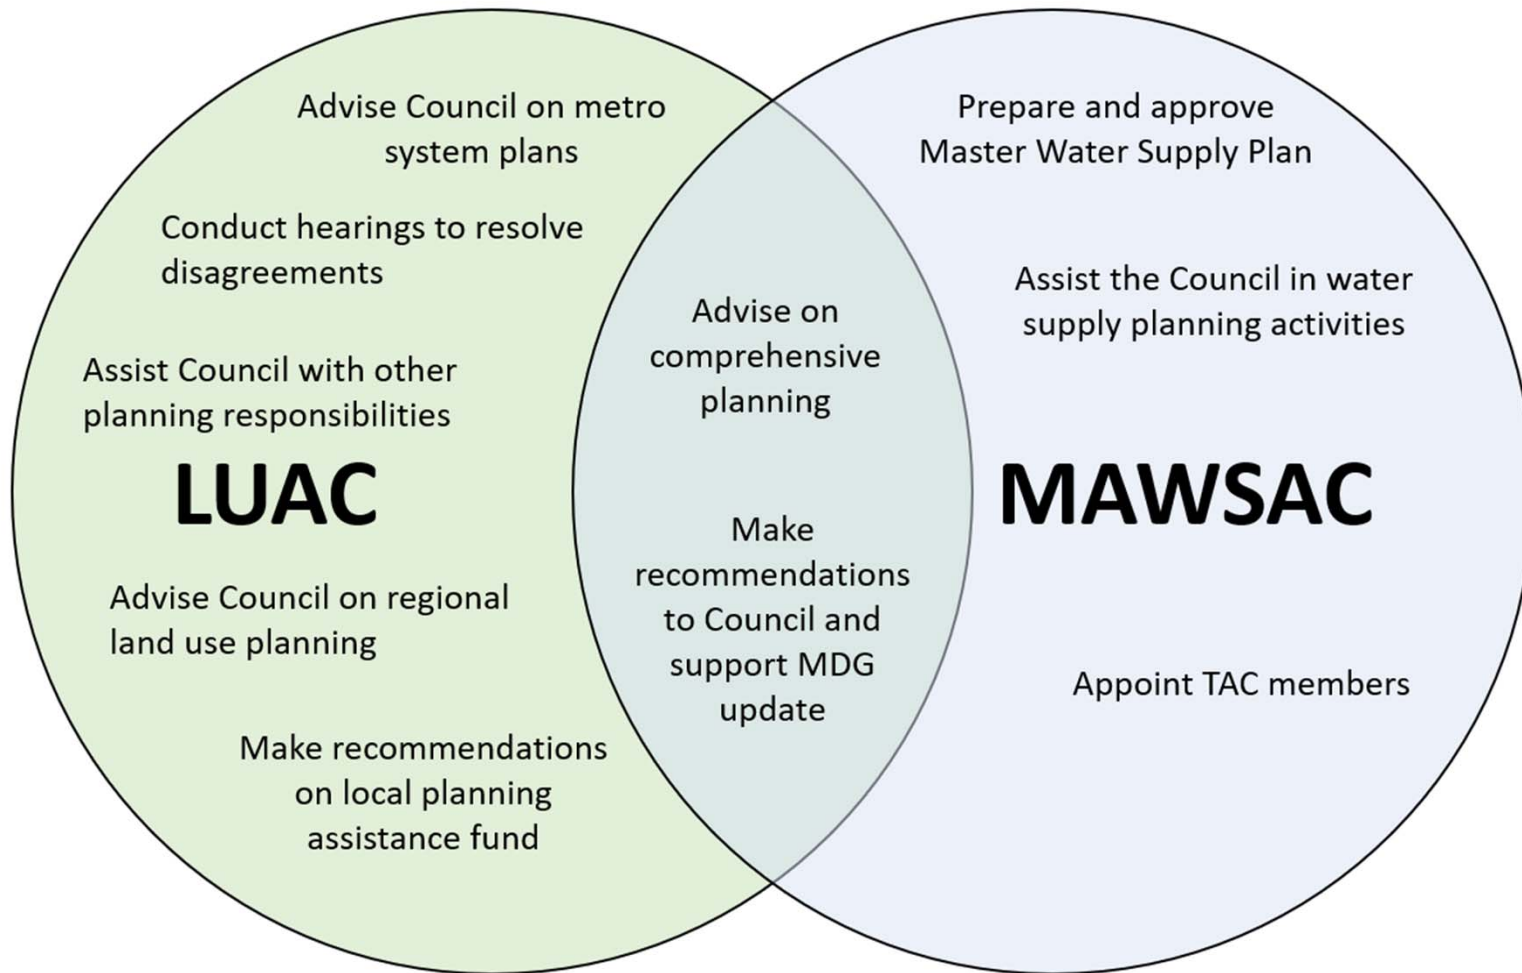 Advise Council on metro
system plans
Conduct hearings to resolve
disagreements
Assist Council with other
planning responsibilities
LUAC
Advise Council on regional
land use planning
Make recommendations
on local planning
assistance fund
Advise on
comprehensive
planning
Make
recommendations
to Council and
support MDG
update
Prepare and approve
Master Water Supply Plan
Assist the Council in water
supply planning activities
MAWSAC
Appoint TAC members